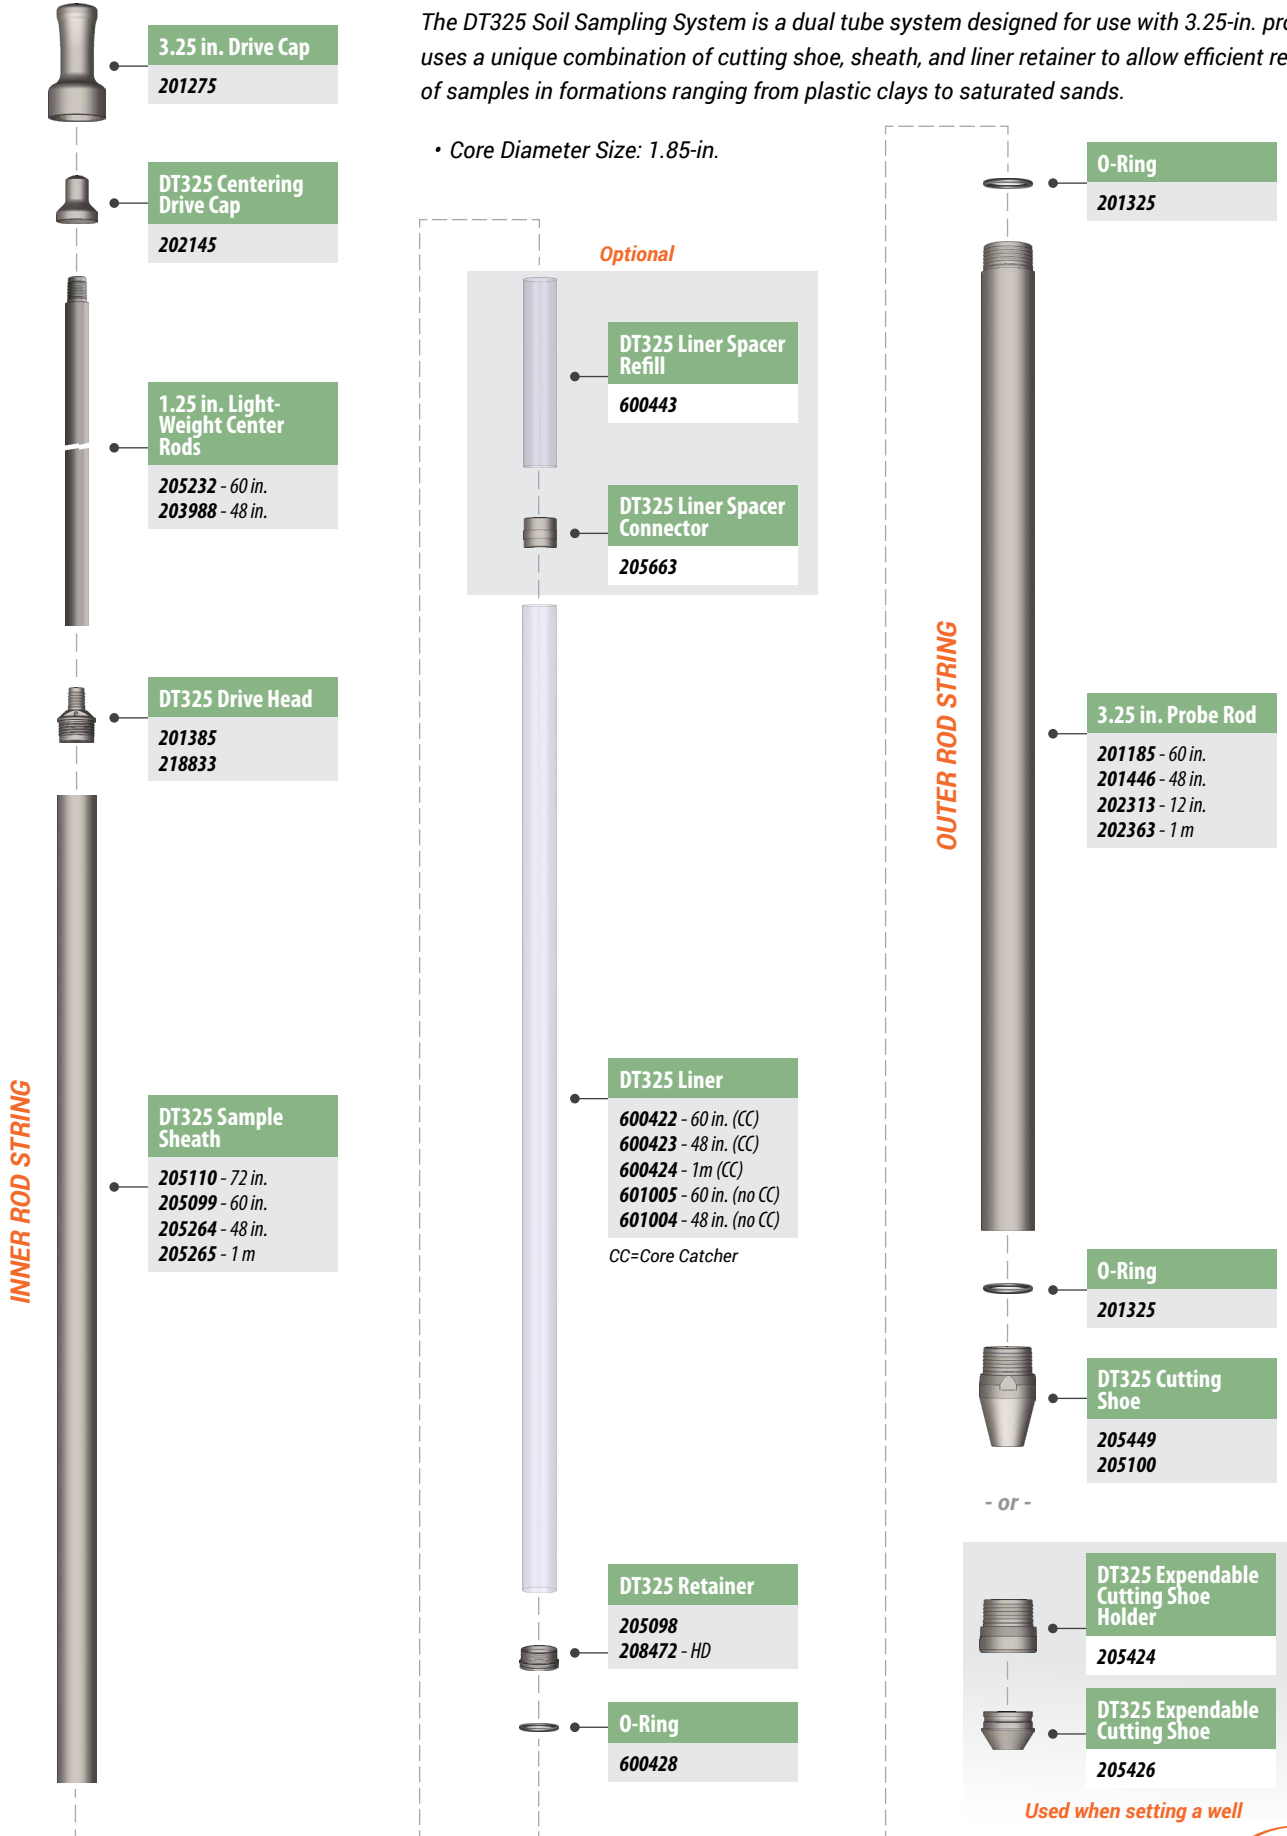 The DT325 Soil Sampling System is a dual tube system designed for use with 3.25-in.
uses a unique combination of cutting shoe, sheath, and liner retainer to allow efficient
of samples in formations ranging from plastic clays to saturated sands.
• Core Diameter Size: 1.85-in.
3.25 in. Drive Cap
201275
DT325 Centering
Drive Cap
202145
1.25 in. Light-
Weight Center
Rods
205232 - 60 in.
203988 - 48 in.
DT325 Drive Head
201385
218833
INNER ROD STRING
DT325 Sample
Sheath
205110 - 72 in.
205099 - 60 in.
205264 - 48 in.
205265 - 1 m
Optional
DT325 Liner Spacer
Refill
600443
DT325 Liner Spacer
Connector
205663
DT325 Liner
600422 - 60 in. (CC)
600423 - 48 in. (CC)
600424 - 1m (CC)
601005 - 60 in. (no CC)
601004 - 48 in. (no CC)
CC=Core Catcher
DT325 Retainer
205098
208472 - HD
O-Ring
600428
O-Ring
201325
OUTER ROD STRING
3.25 in. Probe Rod
201185 - 60 in.
201446 - 48 in.
202313 - 12 in.
202363 - 1 m
O-Ring
201325
DT325 Cutting
Shoe
205449
205100
- or -
DT325 Expendable
Cutting Shoe
Holder
205424
DT325 Expendable
Cutting Shoe
205426
Used when setting a well